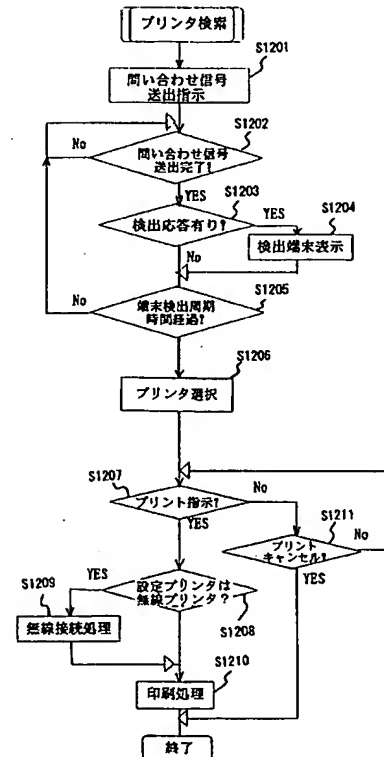 プリンタ検索
S1201
問い合わせ信号
送出指示
S1202
No
問い合わせ信号
送出完了?
YES
S1203
検出応答有り?
YES
S1204
検出端末表示
No
S1205
No
端末検出周期
時間経過?
S1206
プリンタ選択
S1207
プリント指示?
No
YES
S1211
プリント
キャンセル?
No
YES
S1209
YES
設定プリンタは
無線プリンタ?
S1208
無線接続処理
S1210
印刷処理
終了